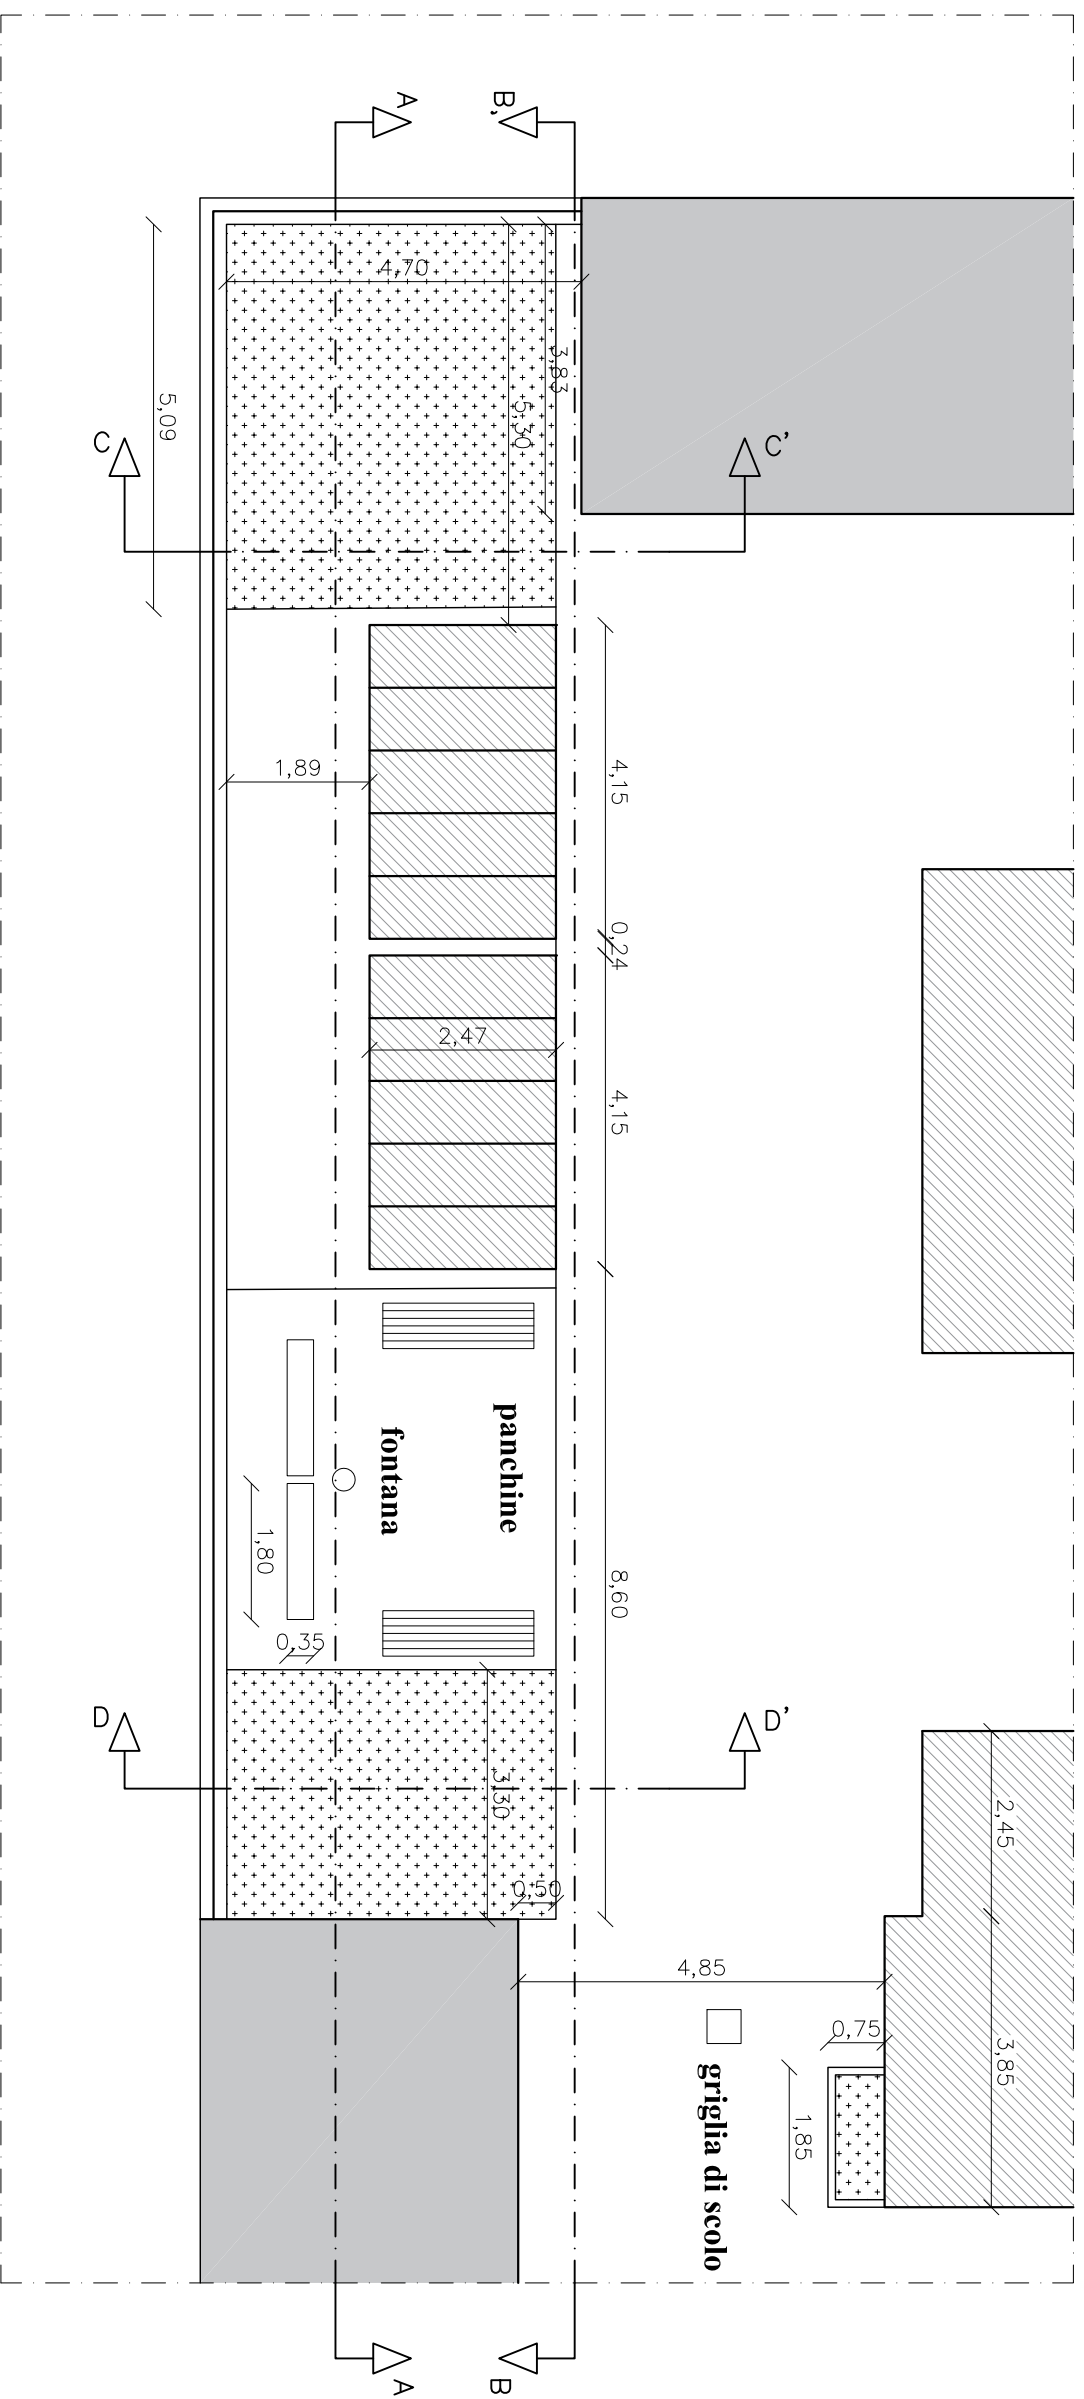 A
B'
4,70
3,83
5,30
5,09
C
C'
1,89
4,15
0,24
2,47
4,15
panchine
fontana
1,80
8,60
0,35
D
D'
3,30
2,45
0,50
4,85
0,75
3,85
griglia di scolo
1,85
A
B